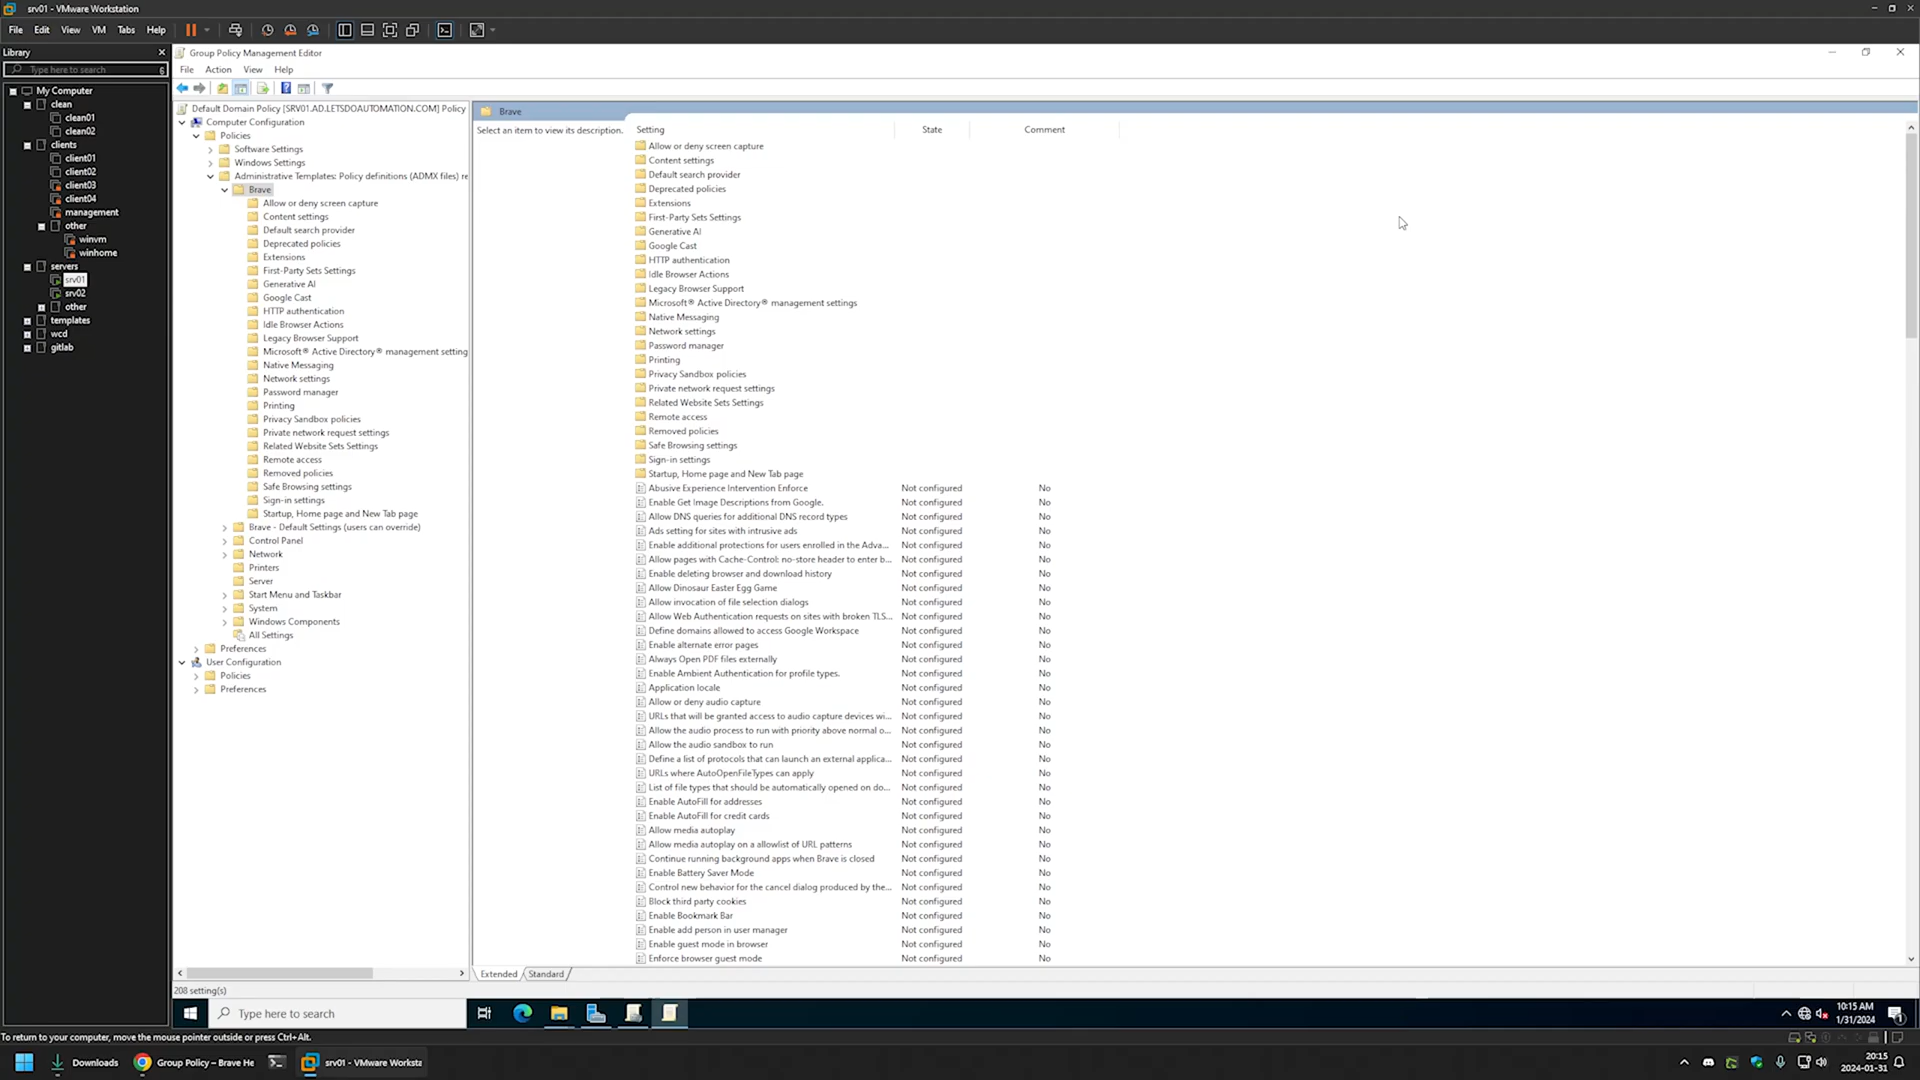 srv01 - VMware Workstation
File Edit View VM Tabs Help
Library
Type here to search
My Computer
clean
clean01
clean02
clients
client01
client02
client03
client04
management
other
winvm
winhome
servers
srv01
srv02
other
templates
wcd
gitlab
Group Policy Management Editor
File Action View Help
Default Domain Policy [SRV01.AD.LETSDOAUTOMATION.COM] Policy
Computer Configuration
Policies
Software Settings
Windows Settings
Administrative Templates: Policy definitions (ADMX files) re
Brave
Allow or deny screen capture
Content settings
Default search provider
Deprecated policies
Extensions
First-Party Sets Settings
Generative AI
Google Cast
HTTP authentication
Idle Browser Actions
Legacy Browser Support
Microsoft® Active Directory® management setting
Native Messaging
Network settings
Password manager
Printing
Privacy Sandbox policies
Private network request settings
Related Website Sets Settings
Remote access
Removed policies
Safe Browsing settings
Sign-in settings
Startup, Home page and New Tab page
Brave - Default Settings (users can override)
Control Panel
Network
Printers
Server
Start Menu and Taskbar
System
Windows Components
All Settings
Preferences
User Configuration
Policies
Preferences
Brave
Select an item to view its description.
Setting State Comment
Allow or deny screen capture
Content settings
Default search provider
Deprecated policies
Extensions
First-Party Sets Settings
Generative AI
Google Cast
HTTP authentication
Idle Browser Actions
Legacy Browser Support
Microsoft® Active Directory® management settings
Native Messaging
Network settings
Password manager
Printing
Privacy Sandbox policies
Private network request settings
Related Website Sets Settings
Remote access
Removed policies
Safe Browsing settings
Sign-in settings
Startup, Home page and New Tab page
Abusive Experience Intervention Enforce Not configured No
Enable Get Image Descriptions from Google. Not configured No
Allow DNS queries for additional DNS record types Not configured No
Ads setting for sites with intrusive ads Not configured No
Enable additional protections for users enrolled in the Adva... Not configured No
Allow pages with Cache-Control: no-store header to enter b... Not configured No
Enable deleting browser and download history Not configured No
Allow Dinosaur Easter Egg Game Not configured No
Allow invocation of file selection dialogs Not configured No
Allow Web Authentication requests on sites with broken TLS... Not configured No
Define domains allowed to access Google Workspace Not configured No
Enable alternate error pages Not configured No
Always Open PDF files externally Not configured No
Enable Ambient Authentication for profile types. Not configured No
Application locale Not configured No
Allow or deny audio capture Not configured No
URLs that will be granted access to audio capture devices wi... Not configured No
Allow the audio process to run with priority above normal o... Not configured No
Allow the audio sandbox to run Not configured No
Define a list of protocols that can launch an external applica... Not configured No
URLs where AutoOpenFileTypes can apply Not configured No
List of file types that should be automatically opened on do... Not configured No
Enable AutoFill for addresses Not configured No
Enable AutoFill for credit cards Not configured No
Allow media autoplay Not configured No
Allow media autoplay on a allowlist of URL patterns Not configured No
Continue running background apps when Brave is closed Not configured No
Enable Battery Saver Mode Not configured No
Control new behavior for the cancel dialog produced by the... Not configured No
Block third party cookies Not configured No
Enable Bookmark Bar Not configured No
Enable add person in user manager Not configured No
Enable guest mode in browser Not configured No
Enforce browser guest mode Not configured No
Extended Standard
208 setting(s)
Type here to search
10:15 AM
1/31/2024
To return to your computer, move the mouse pointer outside or press Ctrl+Alt.
Downloads Group Policy – Brave He srv01 - VMware Worksta
20:15
2024-01-31